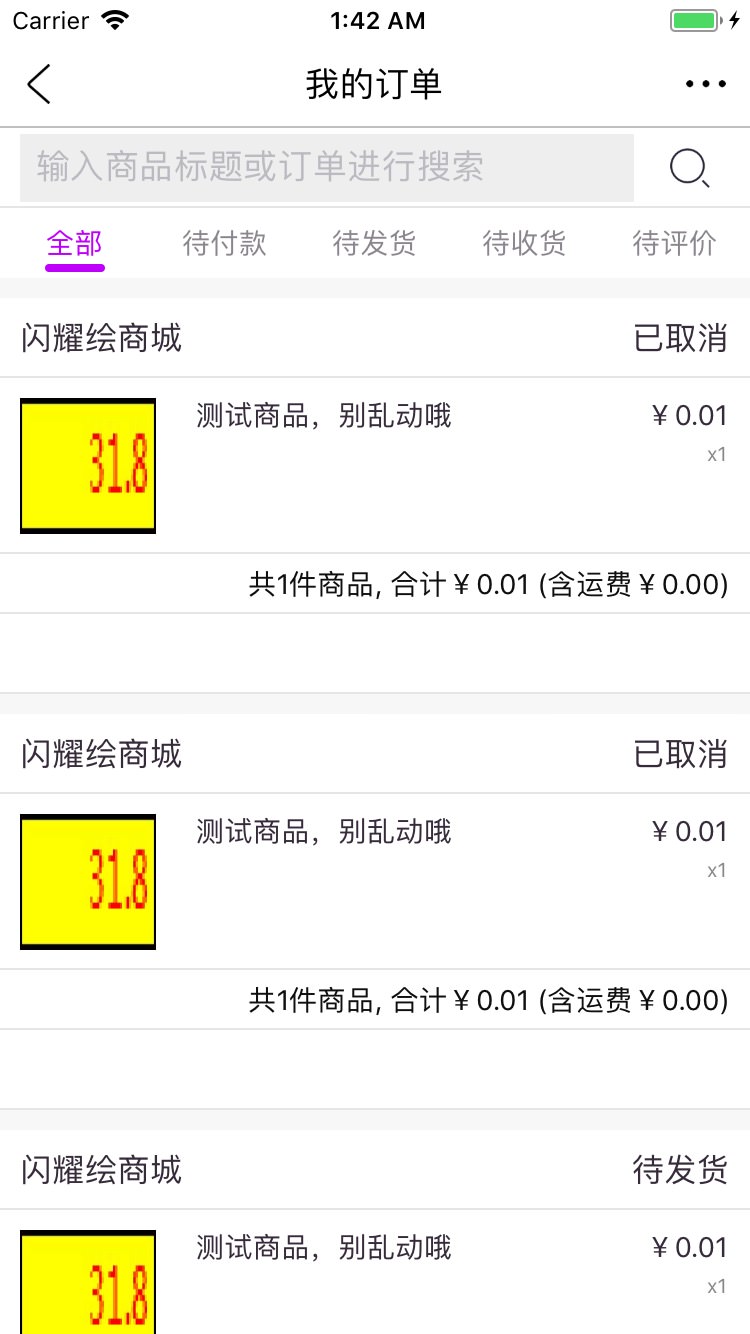 Carrier 1:42 AM
我的订单
输入商品标题或订单进行搜索
全部 待付款 待发货 待收货 待评价
闪耀绘商城 已取消
31.8 测试商品，别乱动哦 ¥ 0.01
x1
共1件商品, 合计 ¥ 0.01 (含运费 ¥ 0.00)
闪耀绘商城 已取消
31.8 测试商品，别乱动哦 ¥ 0.01
x1
共1件商品, 合计 ¥ 0.01 (含运费 ¥ 0.00)
闪耀绘商城 待发货
31.8 测试商品，别乱动哦 ¥ 0.01
x1